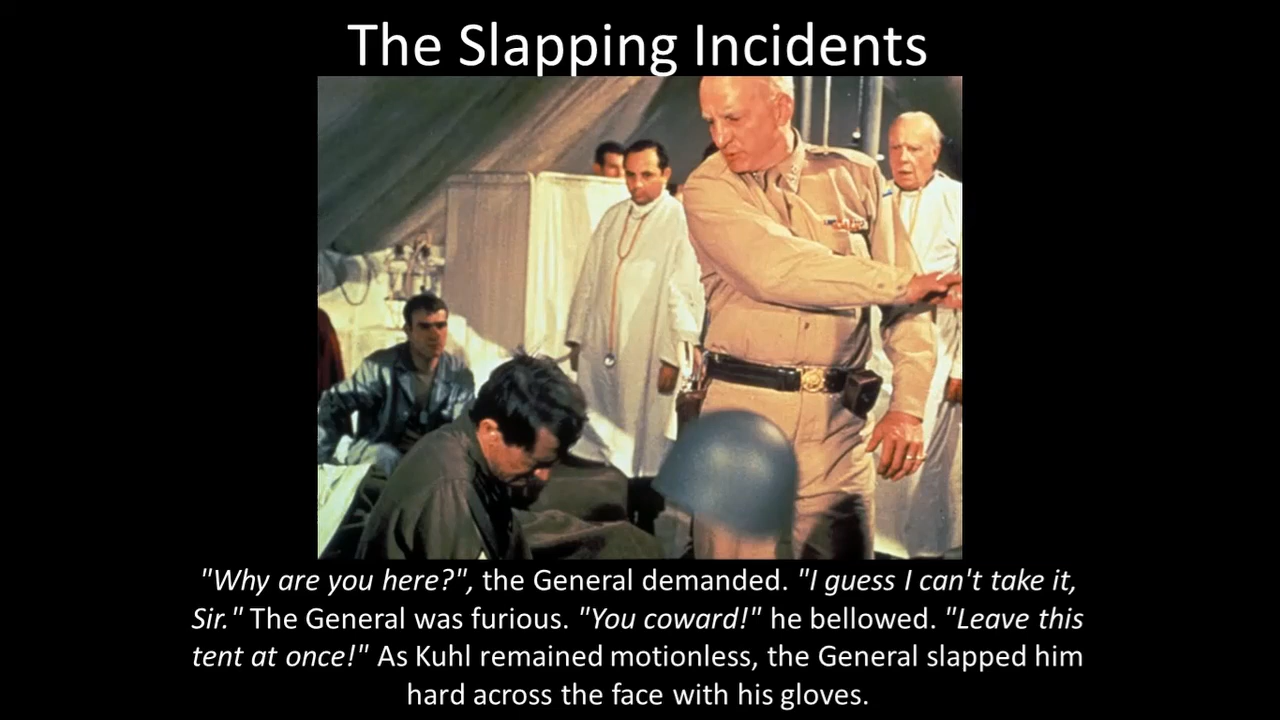 The Slapping Incidents
"Why are you here?", the General demanded. "I guess I can't take it,
Sir." The General was furious. "You coward!" he bellowed. "Leave this
tent at once!" As Kuhl remained motionless, the General slapped him
hard across the face with his gloves.